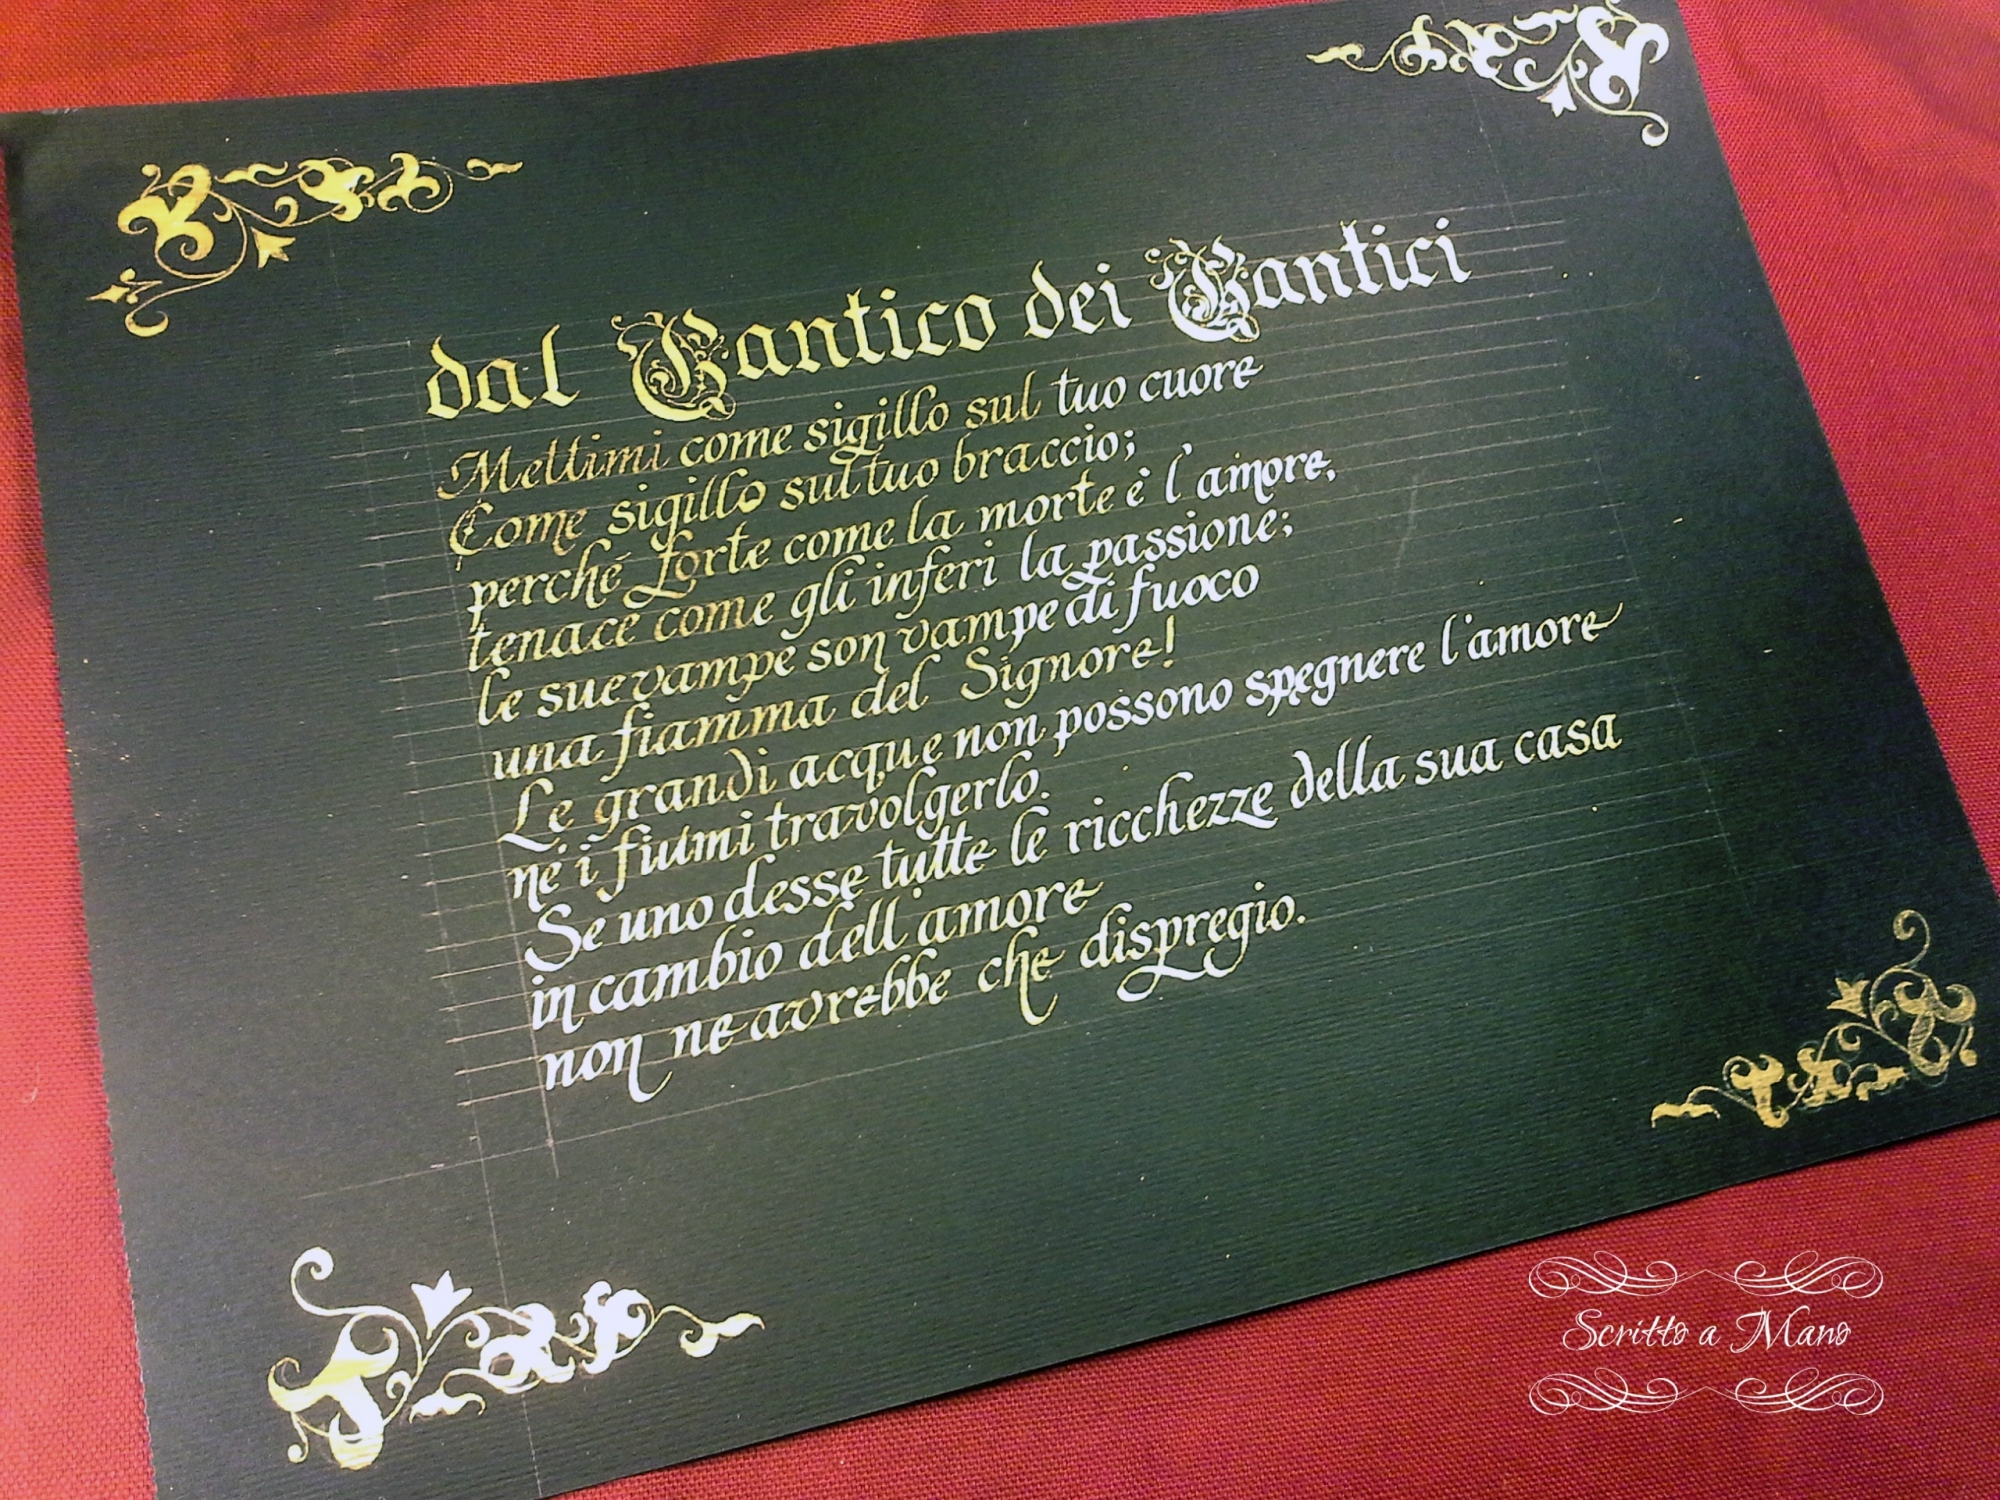 dal Cantico dei Cantici
Mettimi come sigillo sul tuo cuore
Come sigillo sul tuo braccio;
perché forte come la morte è l'amore,
tenace come gli inferi la passione;
le sue vampe son vampe di fuoco
una fiamma del Signore!
Le grandi acque non possono spegnere l'amore
né i fiumi travolgerlo.
Se uno desse tutte le ricchezze della sua casa
in cambio dell'amore
non ne avrebbe che dispregio.
Scritto a Mano